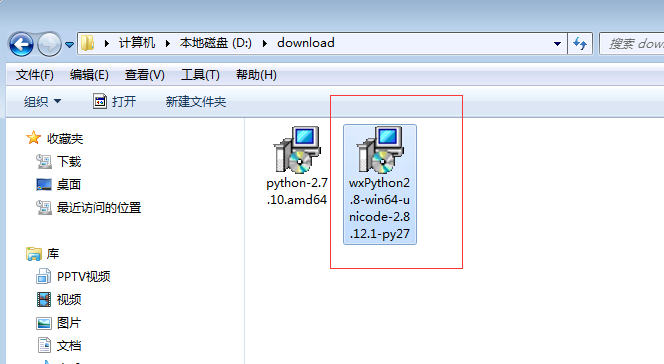 计算机 ▸ 本地磁盘 (D:) ▸ download
搜索 dow
文件(F) 编辑(E) 查看(V) 工具(T) 帮助(H)
组织 打开 新建文件夹
收藏夹
下载
桌面
最近访问的位置
库
PPTV视频
视频
图片
文档
python-2.7
.10.amd64
wxPython2
.8-win64-u
nicode-2.8
.12.1-py27